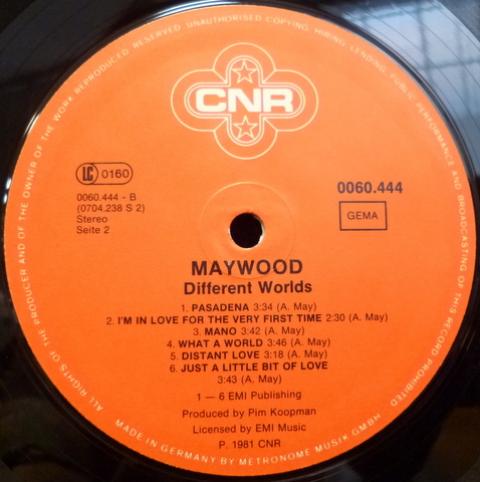 ALL RIGHTS OF THE PRODUCER AND OF THE OWNER OF THE WORK REPRODUCED RESERVED UNAUTHORISED COPYING, HIRING, LENDING, PUBLIC PERFORMANCE AND BROADCASTING OF THIS RECORD PROHIBITED
CNR
LC 0160
0060.444 - B
(0704.238 S 2)
Stereo
Seite 2
0060.444
GEMA
MAYWOOD
Different Worlds
1. PASADENA 3:34 (A. May)
2. I'M IN LOVE FOR THE VERY FIRST TIME 2:30 (A. May)
3. MANO 3:42 (A. May)
4. WHAT A WORLD 3:46 (A. May)
5. DISTANT LOVE 3:18 (A. May)
6. JUST A LITTLE BIT OF LOVE
3:43 (A. May)
1 — 6 EMI Publishing
Produced by Pim Koopman
Licensed by EMI Music
P. 1981 CNR
MADE IN GERMANY BY METRONOME MUSIK GMBH